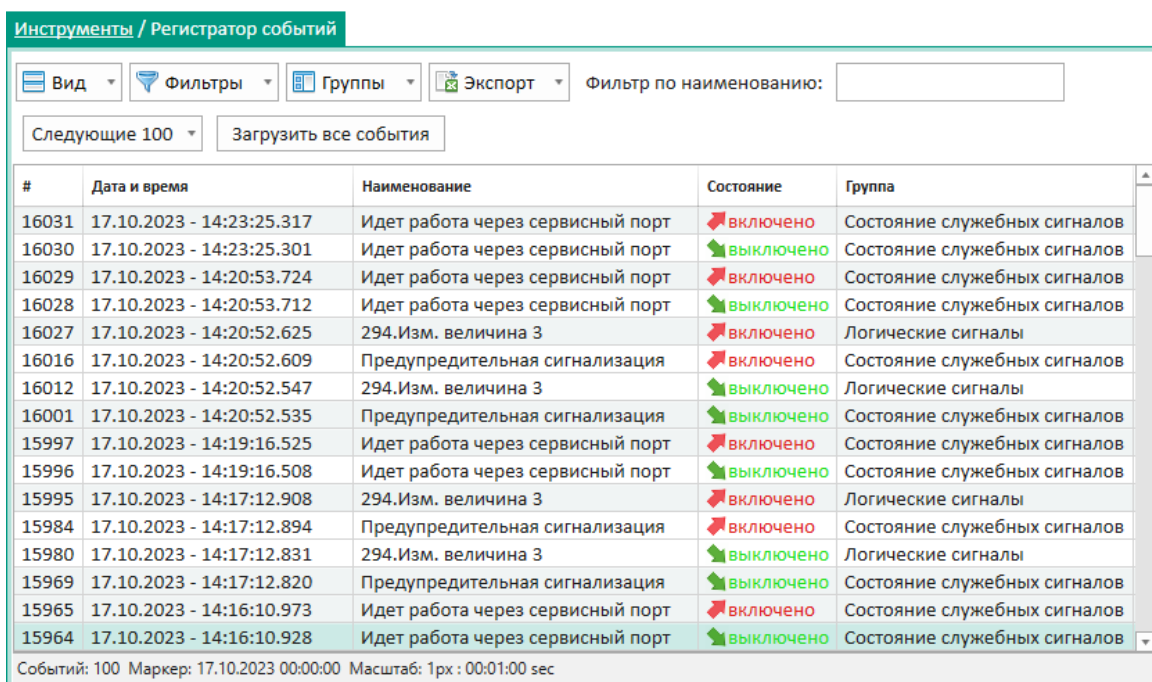 Инструменты / Регистратор событий
Вид Фильтры Группы Экспорт Фильтр по наименованию:
Следующие 100 Загрузить все события
# Дата и время Наименование Состояние Группа
16031 17.10.2023 - 14:23:25.317 Идет работа через сервисный порт включено Состояние служебных сигналов
16030 17.10.2023 - 14:23:25.301 Идет работа через сервисный порт выключено Состояние служебных сигналов
16029 17.10.2023 - 14:20:53.724 Идет работа через сервисный порт включено Состояние служебных сигналов
16028 17.10.2023 - 14:20:53.712 Идет работа через сервисный порт выключено Состояние служебных сигналов
16027 17.10.2023 - 14:20:52.625 294.Изм. величина 3 включено Логические сигналы
16016 17.10.2023 - 14:20:52.609 Предупредительная сигнализация включено Состояние служебных сигналов
16012 17.10.2023 - 14:20:52.547 294.Изм. величина 3 выключено Логические сигналы
16001 17.10.2023 - 14:20:52.535 Предупредительная сигнализация выключено Состояние служебных сигналов
15997 17.10.2023 - 14:19:16.525 Идет работа через сервисный порт включено Состояние служебных сигналов
15996 17.10.2023 - 14:19:16.508 Идет работа через сервисный порт выключено Состояние служебных сигналов
15995 17.10.2023 - 14:17:12.908 294.Изм. величина 3 включено Логические сигналы
15984 17.10.2023 - 14:17:12.894 Предупредительная сигнализация включено Состояние служебных сигналов
15980 17.10.2023 - 14:17:12.831 294.Изм. величина 3 выключено Логические сигналы
15969 17.10.2023 - 14:17:12.820 Предупредительная сигнализация выключено Состояние служебных сигналов
15965 17.10.2023 - 14:16:10.973 Идет работа через сервисный порт включено Состояние служебных сигналов
15964 17.10.2023 - 14:16:10.928 Идет работа через сервисный порт выключено Состояние служебных сигналов
Событий: 100 Маркер: 17.10.2023 00:00:00 Масштаб: 1px : 00:01:00 sec